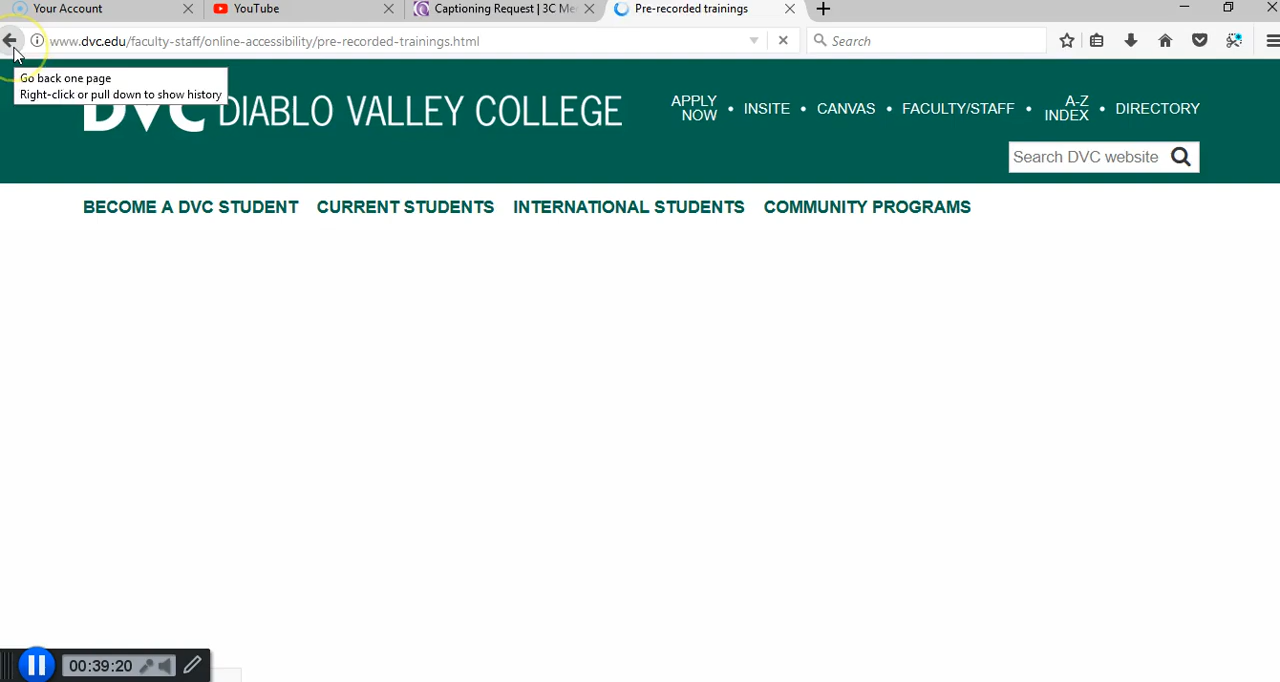 Your Account
YouTube
Captioning Request | 3C Me
Pre-recorded trainings
www.dvc.edu/faculty-staff/online-accessibility/pre-recorded-trainings.html
Search
Go back one page
Right-click or pull down to show history
DVC DIABLO VALLEY COLLEGE
APPLY NOW • INSITE • CANVAS • FACULTY/STAFF • A-Z INDEX • DIRECTORY
Search DVC website
BECOME A DVC STUDENT CURRENT STUDENTS INTERNATIONAL STUDENTS COMMUNITY PROGRAMS
00:39:20